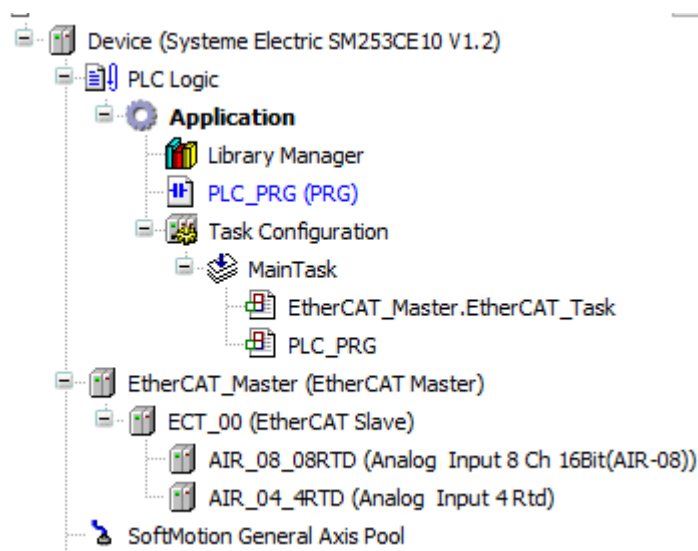 Device (Systeme Electric SM253CE10 V1.2)
PLC Logic
Application
Library Manager
PLC_PRG (PRG)
Task Configuration
MainTask
EtherCAT_Master.EtherCAT_Task
PLC_PRG
EtherCAT_Master (EtherCAT Master)
ECT_00 (EtherCAT Slave)
AIR_08_08RTD (Analog Input 8 Ch 16Bit(AIR-08))
AIR_04_4RTD (Analog Input 4 Rtd)
SoftMotion General Axis Pool